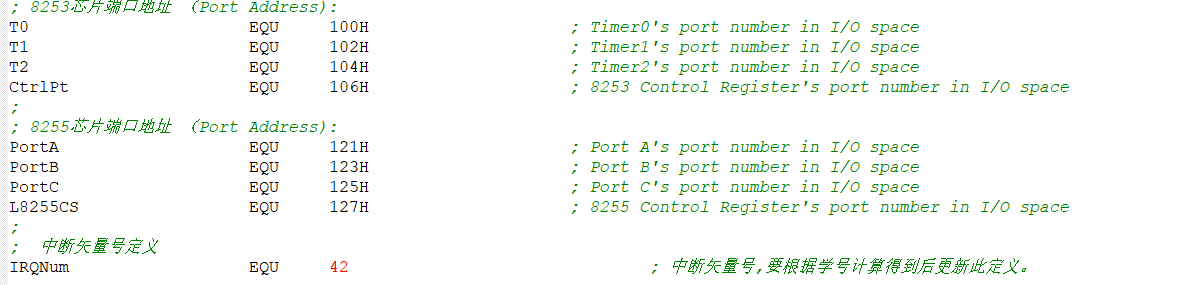 ; 8253芯片端口地址 (Port Address):
T0 EQU 100H ; Timer0's port number in I/O space
T1 EQU 102H ; Timer1's port number in I/O space
T2 EQU 104H ; Timer2's port number in I/O space
CtrlPt EQU 106H ; 8253 Control Register's port number in I/O space
;
; 8255芯片端口地址 (Port Address):
PortA EQU 121H ; Port A's port number in I/O space
PortB EQU 123H ; Port B's port number in I/O space
PortC EQU 125H ; Port C's port number in I/O space
L8255CS EQU 127H ; 8255 Control Register's port number in I/O space
;
; 中断矢量号定义
IRQNum EQU 42 ; 中断矢量号,要根据学号计算得到后更新此定义。